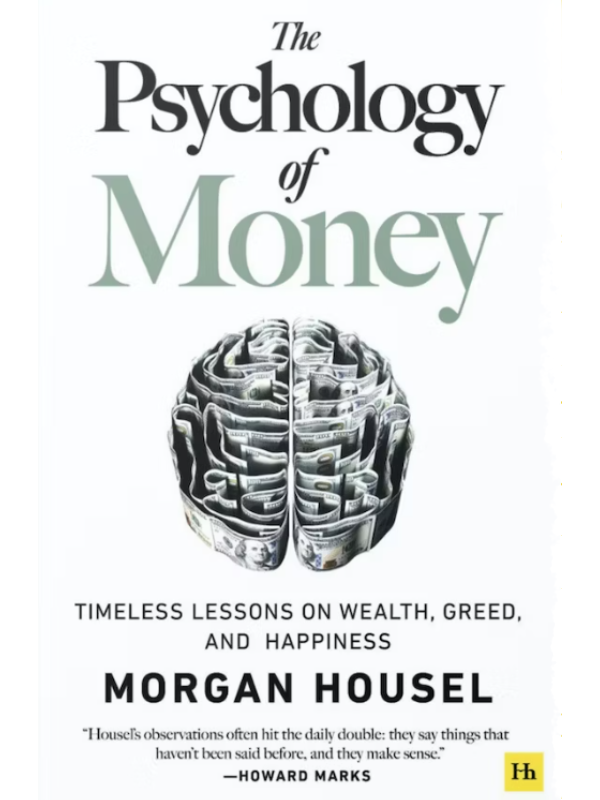 The
Psychology
of
Money
TIMELESS LESSONS ON WEALTH, GREED,
AND HAPPINESS
MORGAN HOUSEL
“Housel’s observations often hit the daily double: they say things that
haven’t been said before, and they make sense.”
—HOWARD MARKS
Hh